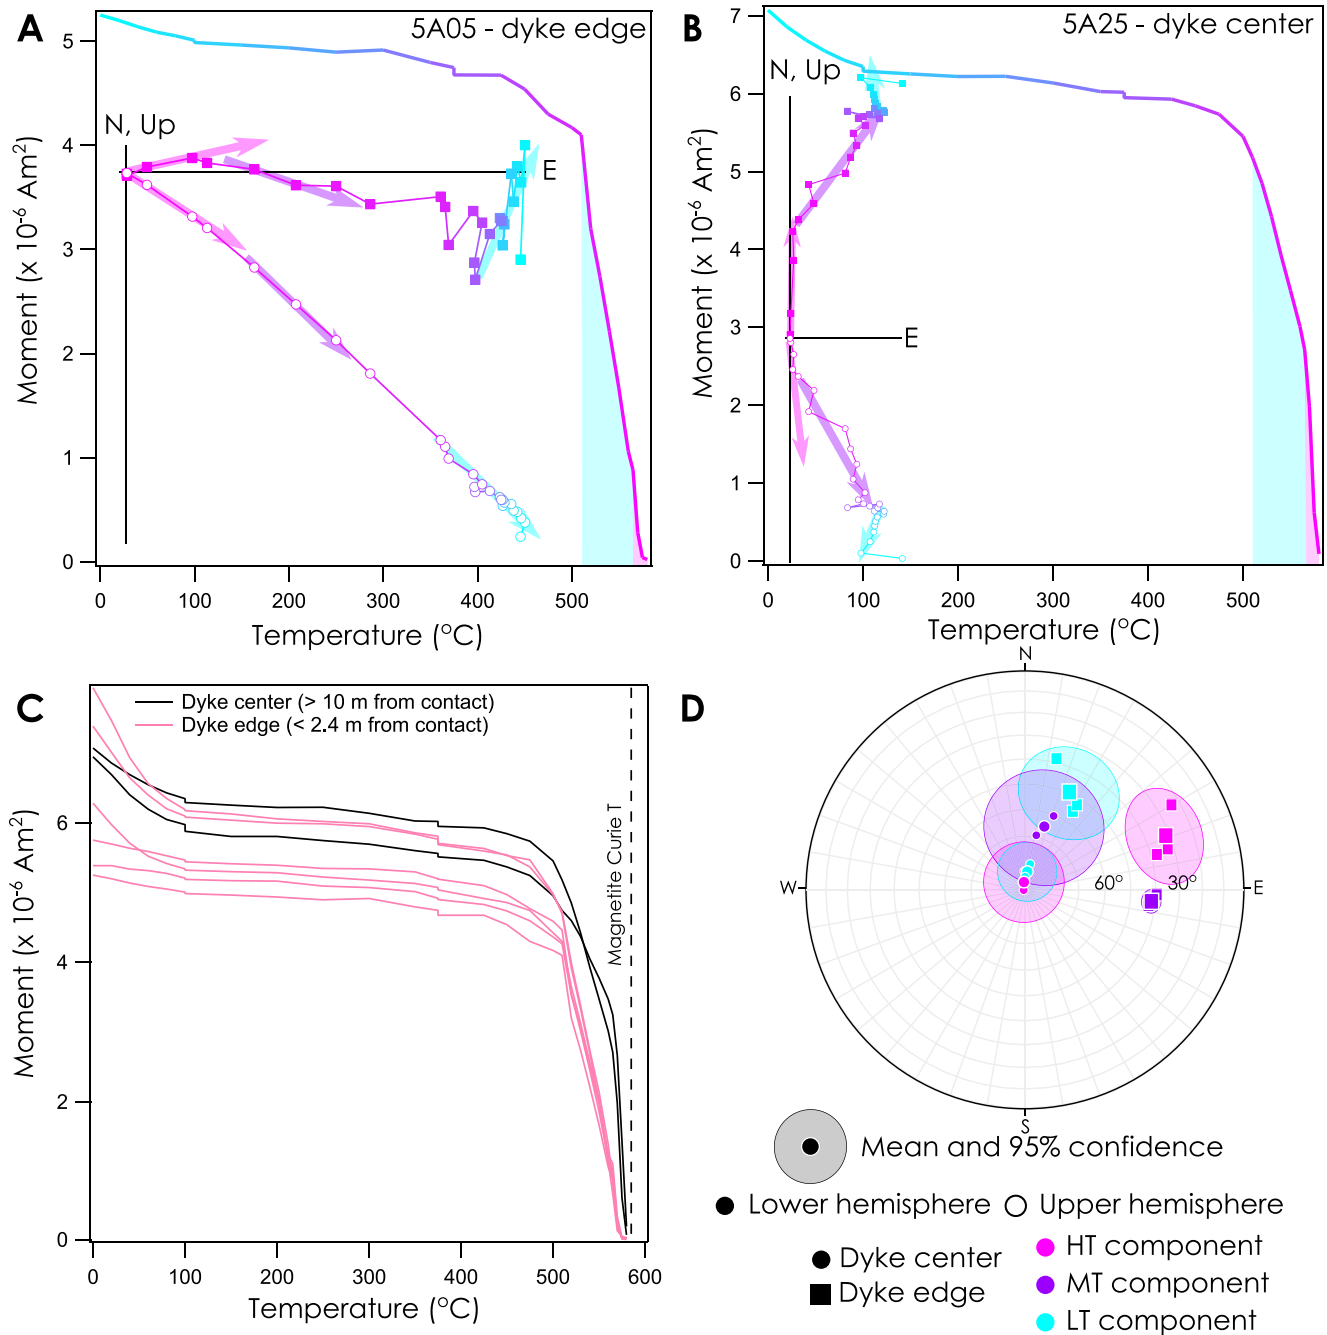 A
5A05 - dyke edge
5
4
3
2
1
0
N, Up
E
0 100 200 300 400 500
Temperature (°C)
Moment (x 10⁻⁶ Am²)
B
5A25 - dyke center
7
6
5
4
3
2
1
0
N, Up
E
0 100 200 300 400 500
Temperature (°C)
Moment (x 10⁻⁶ Am²)
C
Dyke center (> 10 m from contact)
Dyke edge (< 2.4 m from contact)
Magnetite Curie T
6
4
2
0
0 100 200 300 400 500 600
Temperature (°C)
Moment (x 10⁻⁶ Am²)
D
N
W
60° 30°
E
S
Mean and 95% confidence
Lower hemisphere
Upper hemisphere
Dyke center
Dyke edge
HT component
MT component
LT component